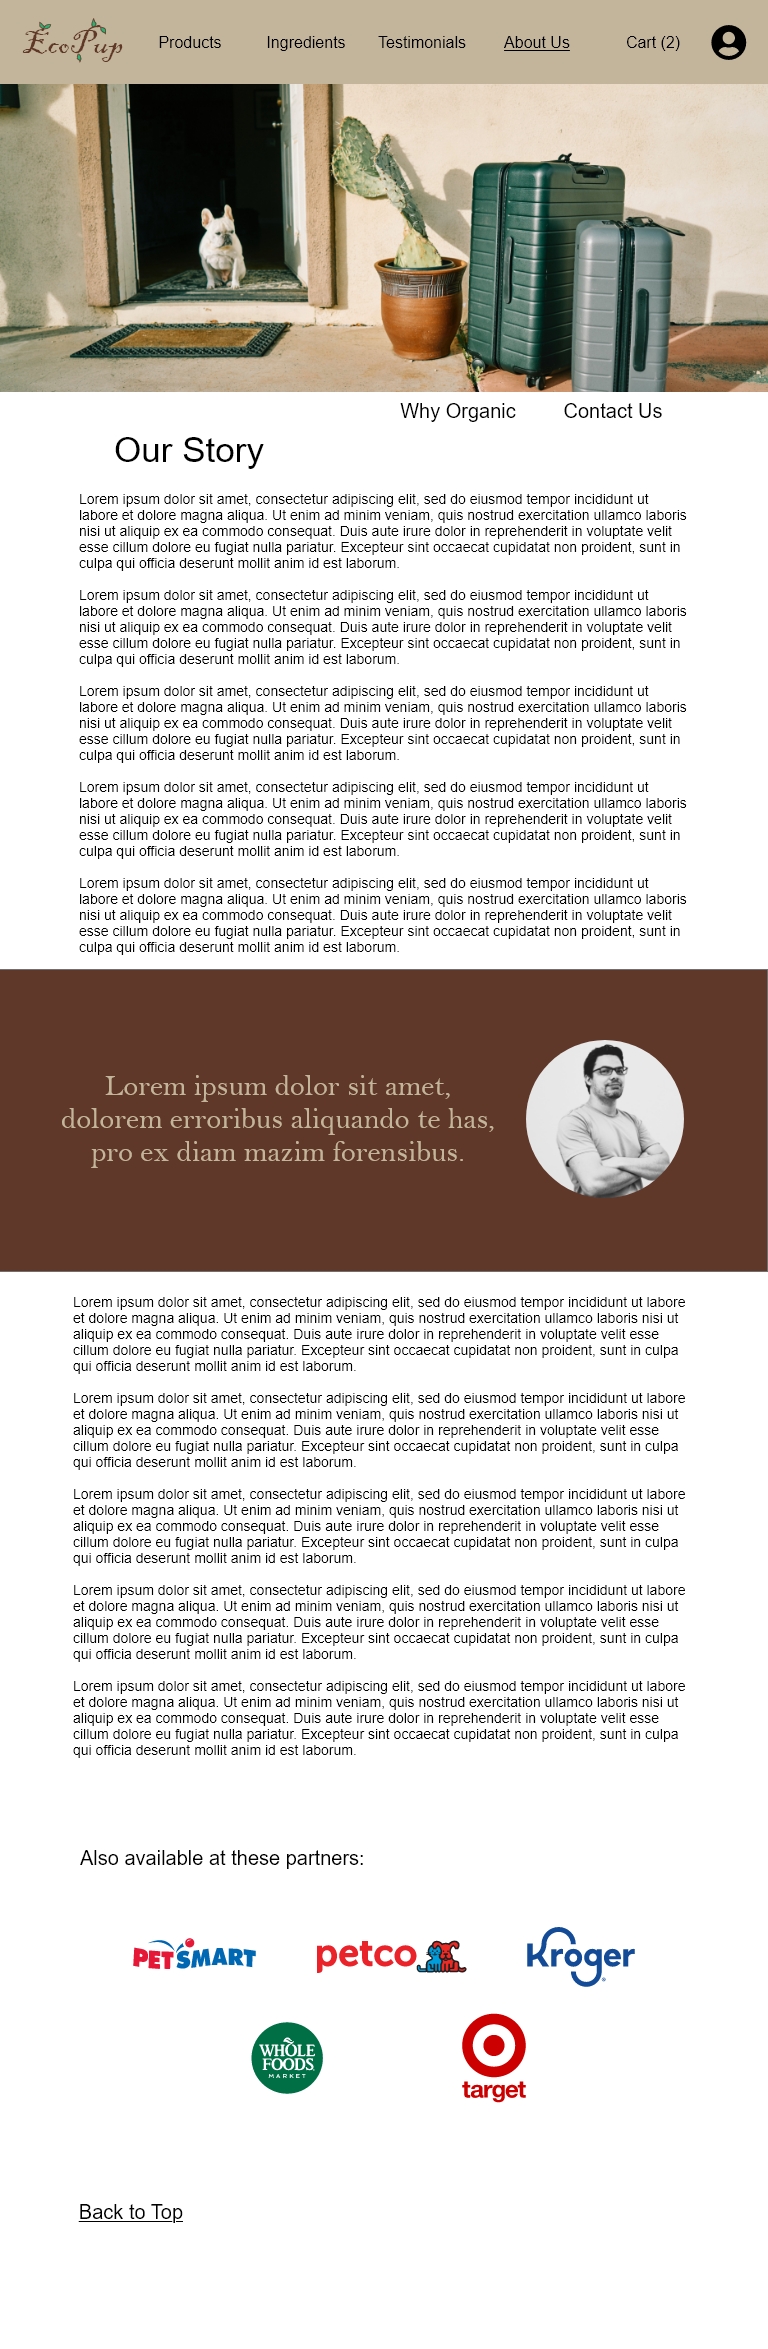 EcoPup Products Ingredients Testimonials About Us Cart (2)
Why Organic Contact Us
Our Story
Lorem ipsum dolor sit amet, consectetur adipiscing elit, sed do eiusmod tempor incididunt ut
labore et dolore magna aliqua. Ut enim ad minim veniam, quis nostrud exercitation ullamco laboris
nisi ut aliquip ex ea commodo consequat. Duis aute irure dolor in reprehenderit in voluptate velit
esse cillum dolore eu fugiat nulla pariatur. Excepteur sint occaecat cupidatat non proident, sunt in
culpa qui officia deserunt mollit anim id est laborum.
Lorem ipsum dolor sit amet, consectetur adipiscing elit, sed do eiusmod tempor incididunt ut
labore et dolore magna aliqua. Ut enim ad minim veniam, quis nostrud exercitation ullamco laboris
nisi ut aliquip ex ea commodo consequat. Duis aute irure dolor in reprehenderit in voluptate velit
esse cillum dolore eu fugiat nulla pariatur. Excepteur sint occaecat cupidatat non proident, sunt in
culpa qui officia deserunt mollit anim id est laborum.
Lorem ipsum dolor sit amet, consectetur adipiscing elit, sed do eiusmod tempor incididunt ut
labore et dolore magna aliqua. Ut enim ad minim veniam, quis nostrud exercitation ullamco laboris
nisi ut aliquip ex ea commodo consequat. Duis aute irure dolor in reprehenderit in voluptate velit
esse cillum dolore eu fugiat nulla pariatur. Excepteur sint occaecat cupidatat non proident, sunt in
culpa qui officia deserunt mollit anim id est laborum.
Lorem ipsum dolor sit amet, consectetur adipiscing elit, sed do eiusmod tempor incididunt ut
labore et dolore magna aliqua. Ut enim ad minim veniam, quis nostrud exercitation ullamco laboris
nisi ut aliquip ex ea commodo consequat. Duis aute irure dolor in reprehenderit in voluptate velit
esse cillum dolore eu fugiat nulla pariatur. Excepteur sint occaecat cupidatat non proident, sunt in
culpa qui officia deserunt mollit anim id est laborum.
Lorem ipsum dolor sit amet, consectetur adipiscing elit, sed do eiusmod tempor incididunt ut
labore et dolore magna aliqua. Ut enim ad minim veniam, quis nostrud exercitation ullamco laboris
nisi ut aliquip ex ea commodo consequat. Duis aute irure dolor in reprehenderit in voluptate velit
esse cillum dolore eu fugiat nulla pariatur. Excepteur sint occaecat cupidatat non proident, sunt in
culpa qui officia deserunt mollit anim id est laborum.
Lorem ipsum dolor sit amet,
dolorem erroribus aliquando te has,
pro ex diam mazim forensibus.
Lorem ipsum dolor sit amet, consectetur adipiscing elit, sed do eiusmod tempor incididunt ut labore
et dolore magna aliqua. Ut enim ad minim veniam, quis nostrud exercitation ullamco laboris nisi ut
aliquip ex ea commodo consequat. Duis aute irure dolor in reprehenderit in voluptate velit esse
cillum dolore eu fugiat nulla pariatur. Excepteur sint occaecat cupidatat non proident, sunt in culpa
qui officia deserunt mollit anim id est laborum.
Lorem ipsum dolor sit amet, consectetur adipiscing elit, sed do eiusmod tempor incididunt ut labore
et dolore magna aliqua. Ut enim ad minim veniam, quis nostrud exercitation ullamco laboris nisi ut
aliquip ex ea commodo consequat. Duis aute irure dolor in reprehenderit in voluptate velit esse
cillum dolore eu fugiat nulla pariatur. Excepteur sint occaecat cupidatat non proident, sunt in culpa
qui officia deserunt mollit anim id est laborum.
Lorem ipsum dolor sit amet, consectetur adipiscing elit, sed do eiusmod tempor incididunt ut labore
et dolore magna aliqua. Ut enim ad minim veniam, quis nostrud exercitation ullamco laboris nisi ut
aliquip ex ea commodo consequat. Duis aute irure dolor in reprehenderit in voluptate velit esse
cillum dolore eu fugiat nulla pariatur. Excepteur sint occaecat cupidatat non proident, sunt in culpa
qui officia deserunt mollit anim id est laborum.
Lorem ipsum dolor sit amet, consectetur adipiscing elit, sed do eiusmod tempor incididunt ut labore
et dolore magna aliqua. Ut enim ad minim veniam, quis nostrud exercitation ullamco laboris nisi ut
aliquip ex ea commodo consequat. Duis aute irure dolor in reprehenderit in voluptate velit esse
cillum dolore eu fugiat nulla pariatur. Excepteur sint occaecat cupidatat non proident, sunt in culpa
qui officia deserunt mollit anim id est laborum.
Lorem ipsum dolor sit amet, consectetur adipiscing elit, sed do eiusmod tempor incididunt ut labore
et dolore magna aliqua. Ut enim ad minim veniam, quis nostrud exercitation ullamco laboris nisi ut
aliquip ex ea commodo consequat. Duis aute irure dolor in reprehenderit in voluptate velit esse
cillum dolore eu fugiat nulla pariatur. Excepteur sint occaecat cupidatat non proident, sunt in culpa
qui officia deserunt mollit anim id est laborum.
Also available at these partners:
PETSMART petco Kroger®
WHOLE
FOODS
MARKET
target
Back to Top